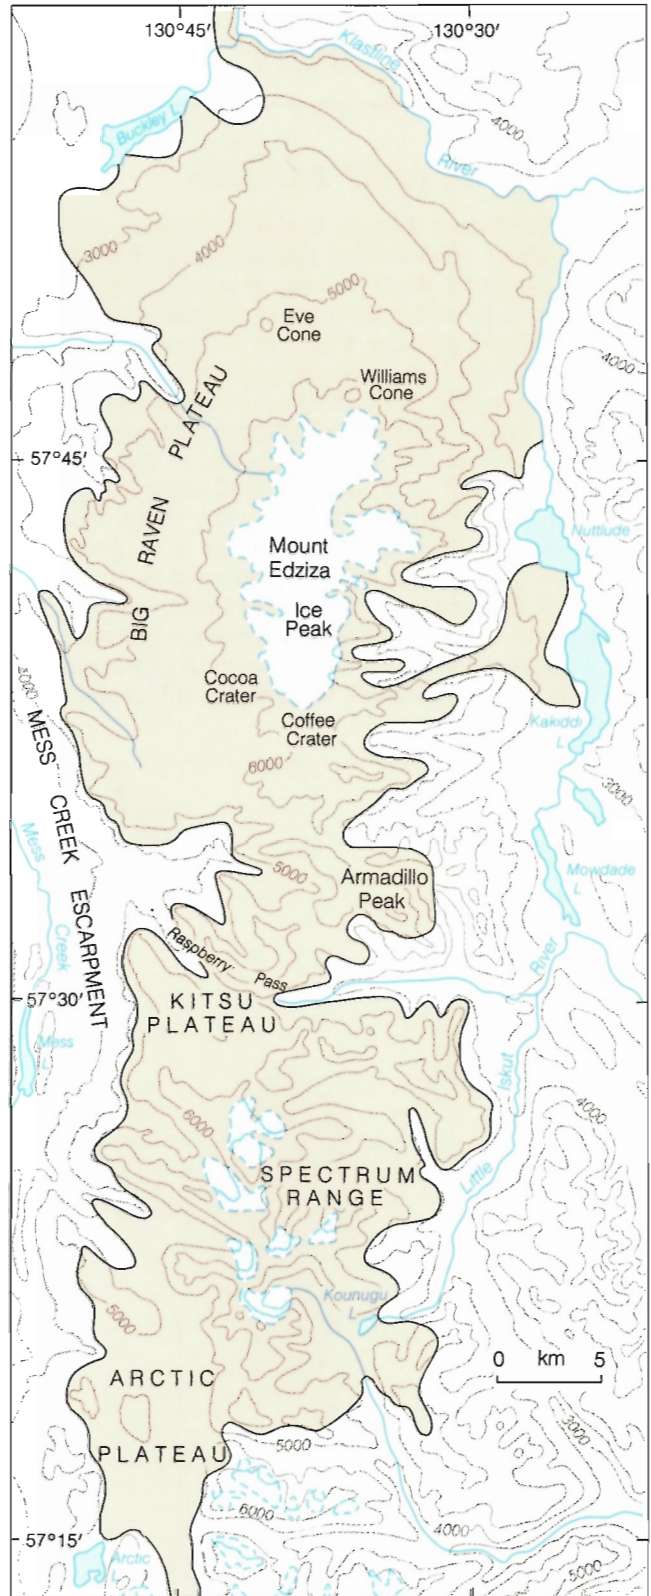 130°45'
130°30'
Klastline
Buckley L.
4000
River
3000
4000
5000
Eve
Cone
4000
Williams
Cone
PLATEAU
57°45'
RAVEN
Nuttlude
L
Mount
Edziza
BIG
Ice
Peak
Cocoa
Crater
4000
MESS CREEK ESCARPMENT
Coffee
Crater
Kakiddi
L
6000
3000
Mess
Creek
5000
Armadillo
Peak
Mowdade
L
Raspberry Pass
River
57°30'
KITSU
PLATEAU
Mess
L
Iskut
4000
6000
SPECTRUM
RANGE
Little
Kounugu
L
5000
0 km 5
ARCTIC
3000
5000
PLATEAU
6000
4000
57°15'
Arctic
L
5000